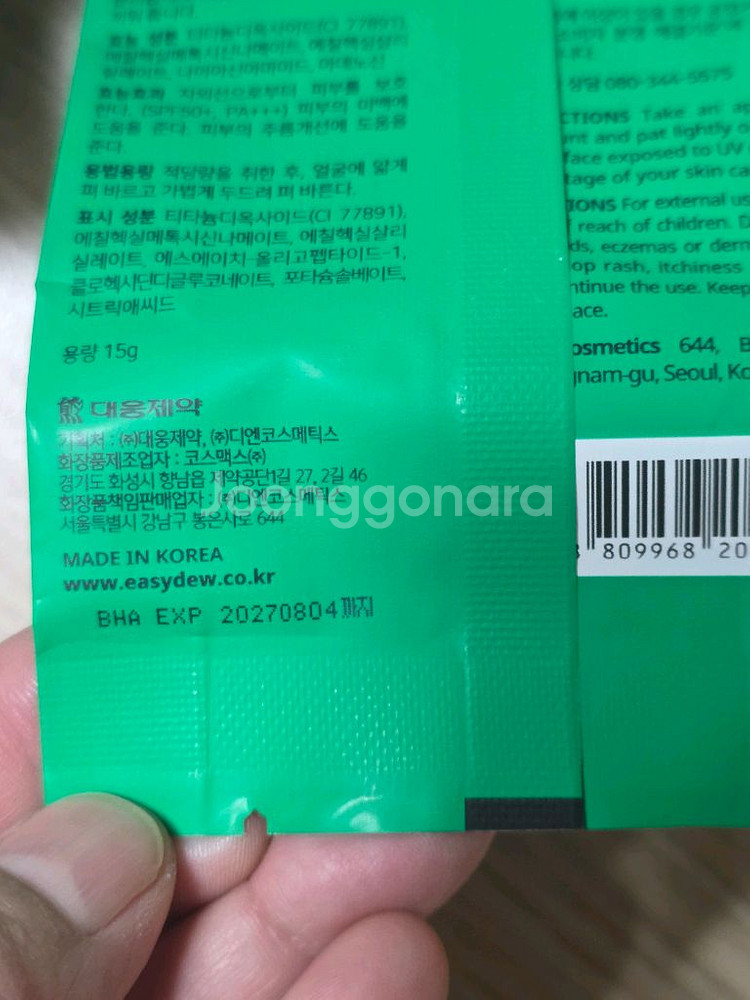 효능 성분 티타늄디옥사이드(CI 77891),
에칠헥실메톡시신나메이트, 에칠헥실살리
실레이트, 나이아신아마이드, 아데노신
효능효과 자외선으로부터 피부를 보호
한다. (SPF50+, PA+++) 피부의 미백에
도움을 준다. 피부의 주름개선에 도움을
준다.
용법용량 적당량을 취한 후, 얼굴에 얇게
펴 바르고 가볍게 두드려 펴 바른다.
표시 성분 티타늄디옥사이드(CI 77891),
에칠헥실메톡시신나메이트, 에칠헥실살리
실레이트, 에스에이치-올리고펩타이드-1,
클로헥시딘디글루코네이트, 포타슘솔베이트,
시트릭애씨드
용량 15g
대웅제약
기획처 : ㈜대웅제약, ㈜디엔코스메틱스
화장품제조업자 : 코스맥스㈜
경기도 화성시 향남읍 제약공단1길 27, 2길 46
화장품책임판매업자 : ㈜디엔코스메틱스
서울특별시 강남구 봉은사로 644
MADE IN KOREA
www.easydew.co.kr
BHA EXP 20270804까지
상담 080-344-5575
CTIONS Take an ap
nt and pat lightly o
face exposed to UV
tage of your skin ca
IONS For external us
reach of children. D
ds, eczemas or derm
op rash, itchiness
ntinue the use. Keep
ace.
osmetics 644, B
gnam-gu, Seoul, Ko
809968 20
Joonggonara